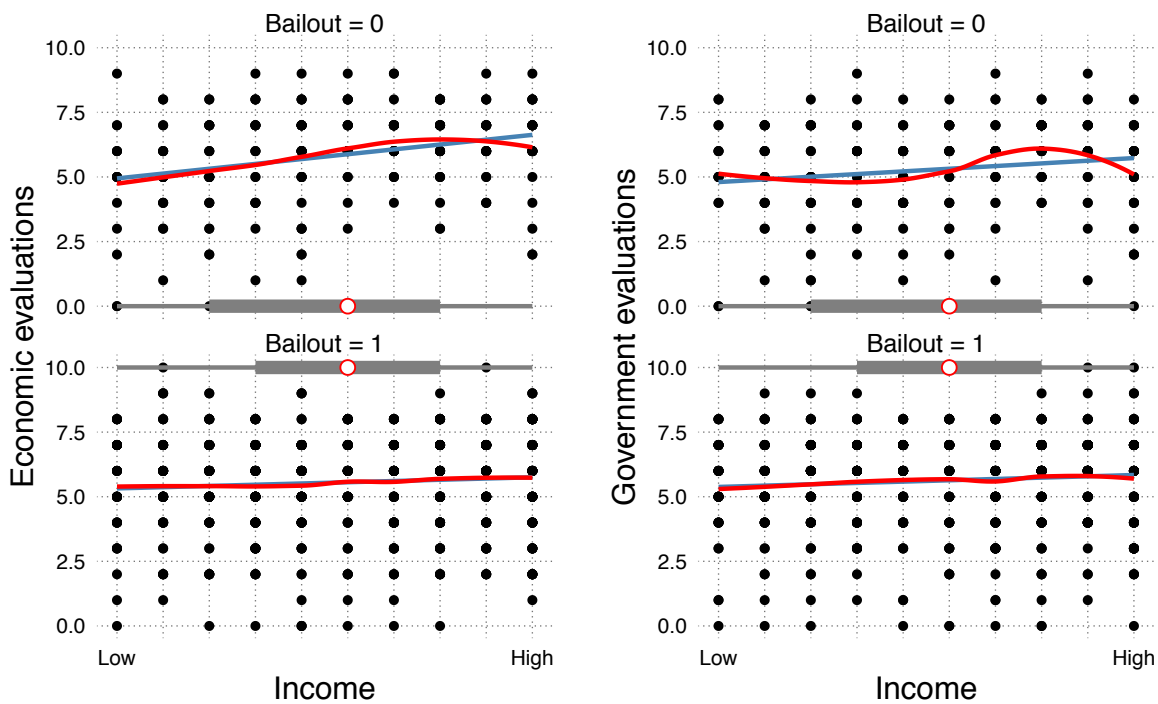 Bailout = 0
10.0
7.5
5.0
2.5
0.0
Bailout = 1
10.0
7.5
5.0
2.5
0.0
Low
High
Income
Economic evaluations
Bailout = 0
10.0
7.5
5.0
2.5
0.0
Bailout = 1
10.0
7.5
5.0
2.5
0.0
Low
High
Income
Government evaluations